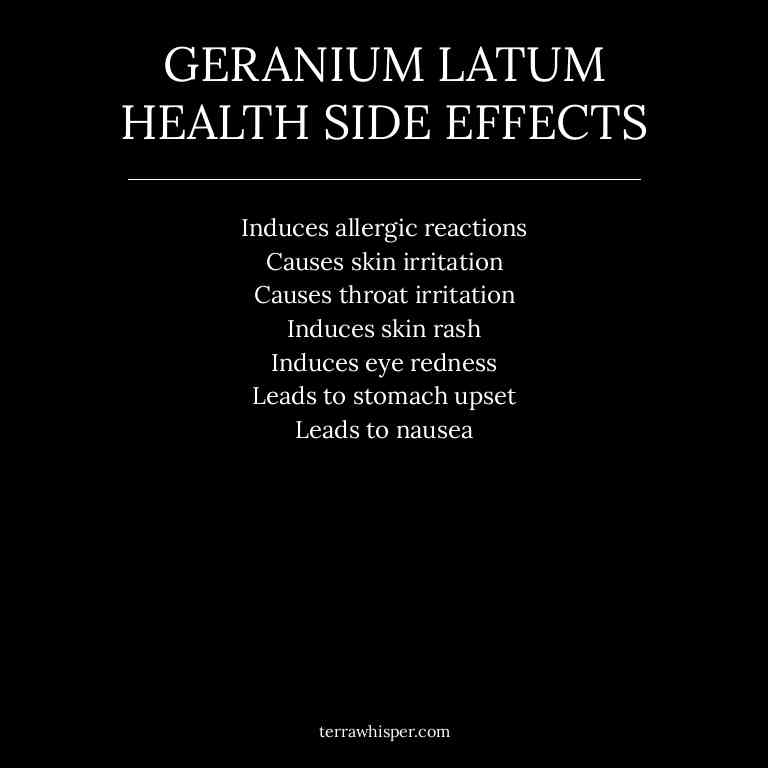 GERANIUM LATUM
HEALTH SIDE EFFECTS
Induces allergic reactions
Causes skin irritation
Causes throat irritation
Induces skin rash
Induces eye redness
Leads to stomach upset
Leads to nausea
terrawhisper.com